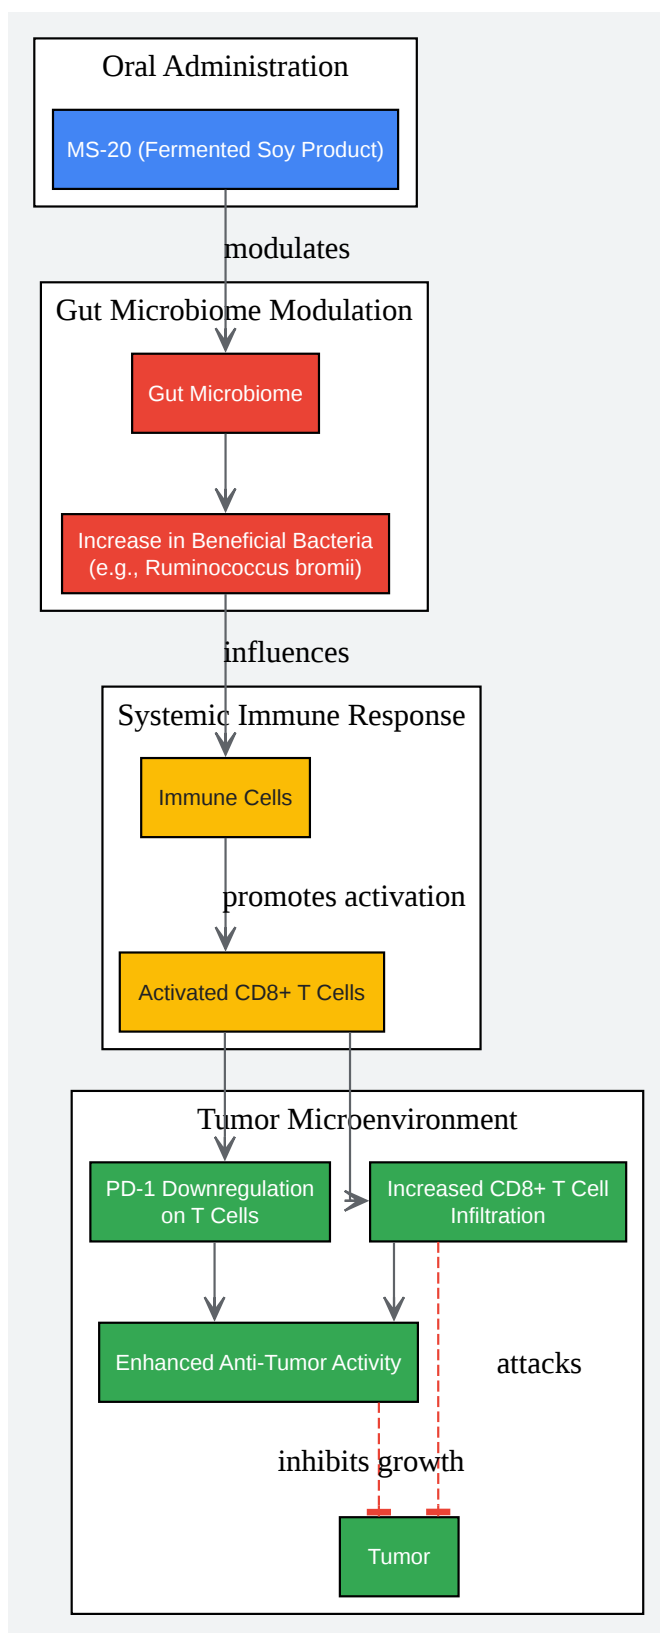 Oral Administration
MS-20 (Fermented Soy Product)
modulates
Gut Microbiome Modulation
Gut Microbiome
Increase in Beneficial Bacteria
(e.g., Ruminococcus bromii)
influences
Systemic Immune Response
Immune Cells
promotes activation
Activated CD8+ T Cells
Tumor Microenvironment
PD-1 Downregulation
on T Cells
Increased CD8+ T Cell
Infiltration
Enhanced Anti-Tumor Activity
attacks
inhibits growth
Tumor